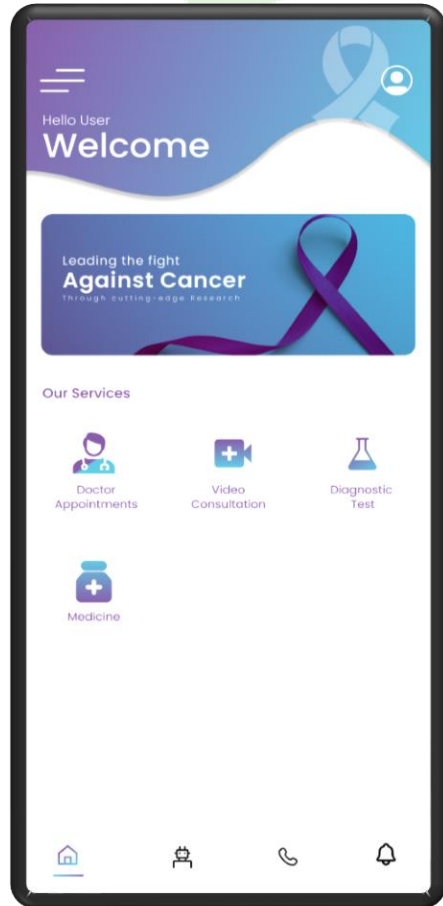 Hello User
Welcome
Leading the fight
Against Cancer
Through cutting-edge Research
Our Services
Doctor
Appointments
Video
Consultation
Diagnostic
Test
Medicine